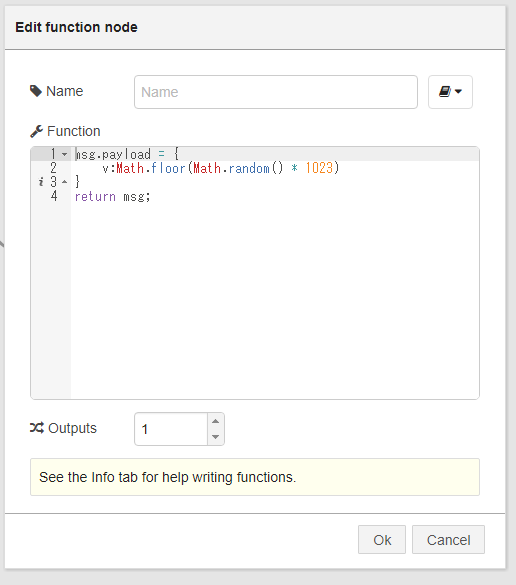 Edit function node
Name
Name
Function
1 msg.payload = {
2     v:Math.floor(Math.random() * 1023)
i 3 }
4 return msg;
Outputs
1
See the Info tab for help writing functions.
Ok
Cancel